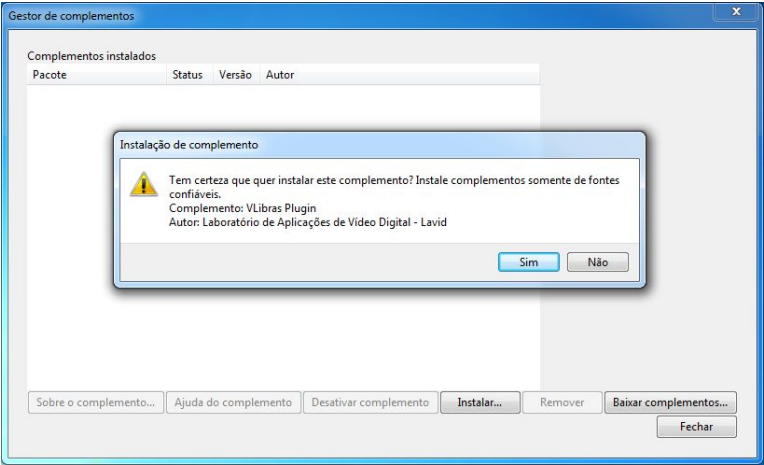 Gestor de complementos
x
Complementos instalados
Pacote Status Versão Autor
Instalação de complemento
Tem certeza que quer instalar este complemento? Instale complementos somente de fontes
confiáveis.
Complemento: VLibras Plugin
Autor: Laboratório de Aplicações de Vídeo Digital - Lavid
Sim Não
Sobre o complemento... Ajuda do complemento Desativar complemento Instalar... Remover Baixar complementos...
Fechar